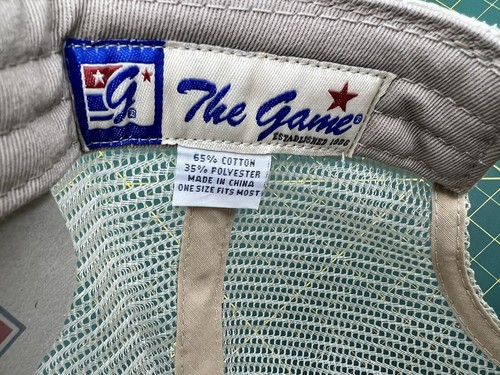 G®
The Game®
ESTABLISHED 1986
65% COTTON
35% POLYESTER
MADE IN CHINA
ONE SIZE FITS MOST